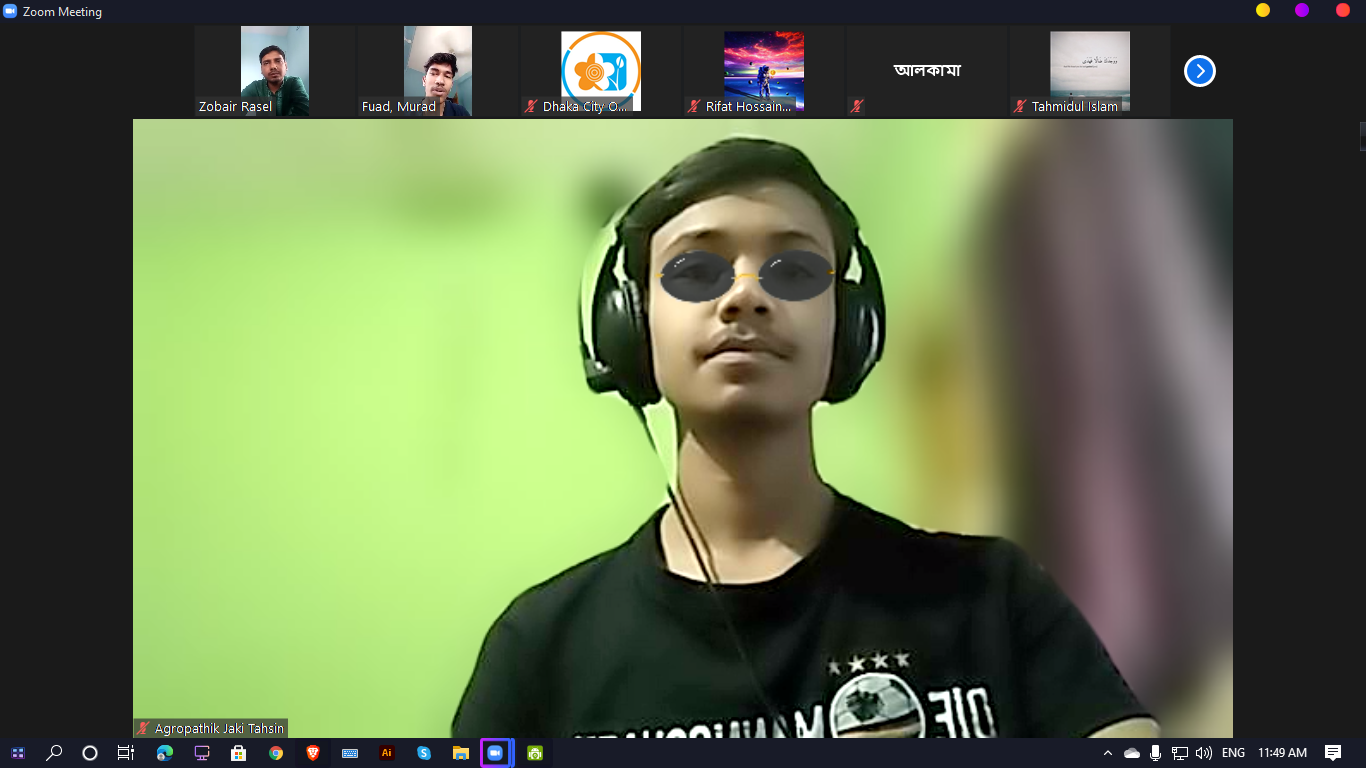 Zoom Meeting
Zobair Rasel
Fuad, Murad
Dhaka City O...
Rifat Hossain...
আলকামা
Tahmidul Islam
DIE
Agropathik Jaki Tahsin
Ai
ENG
11:49 AM